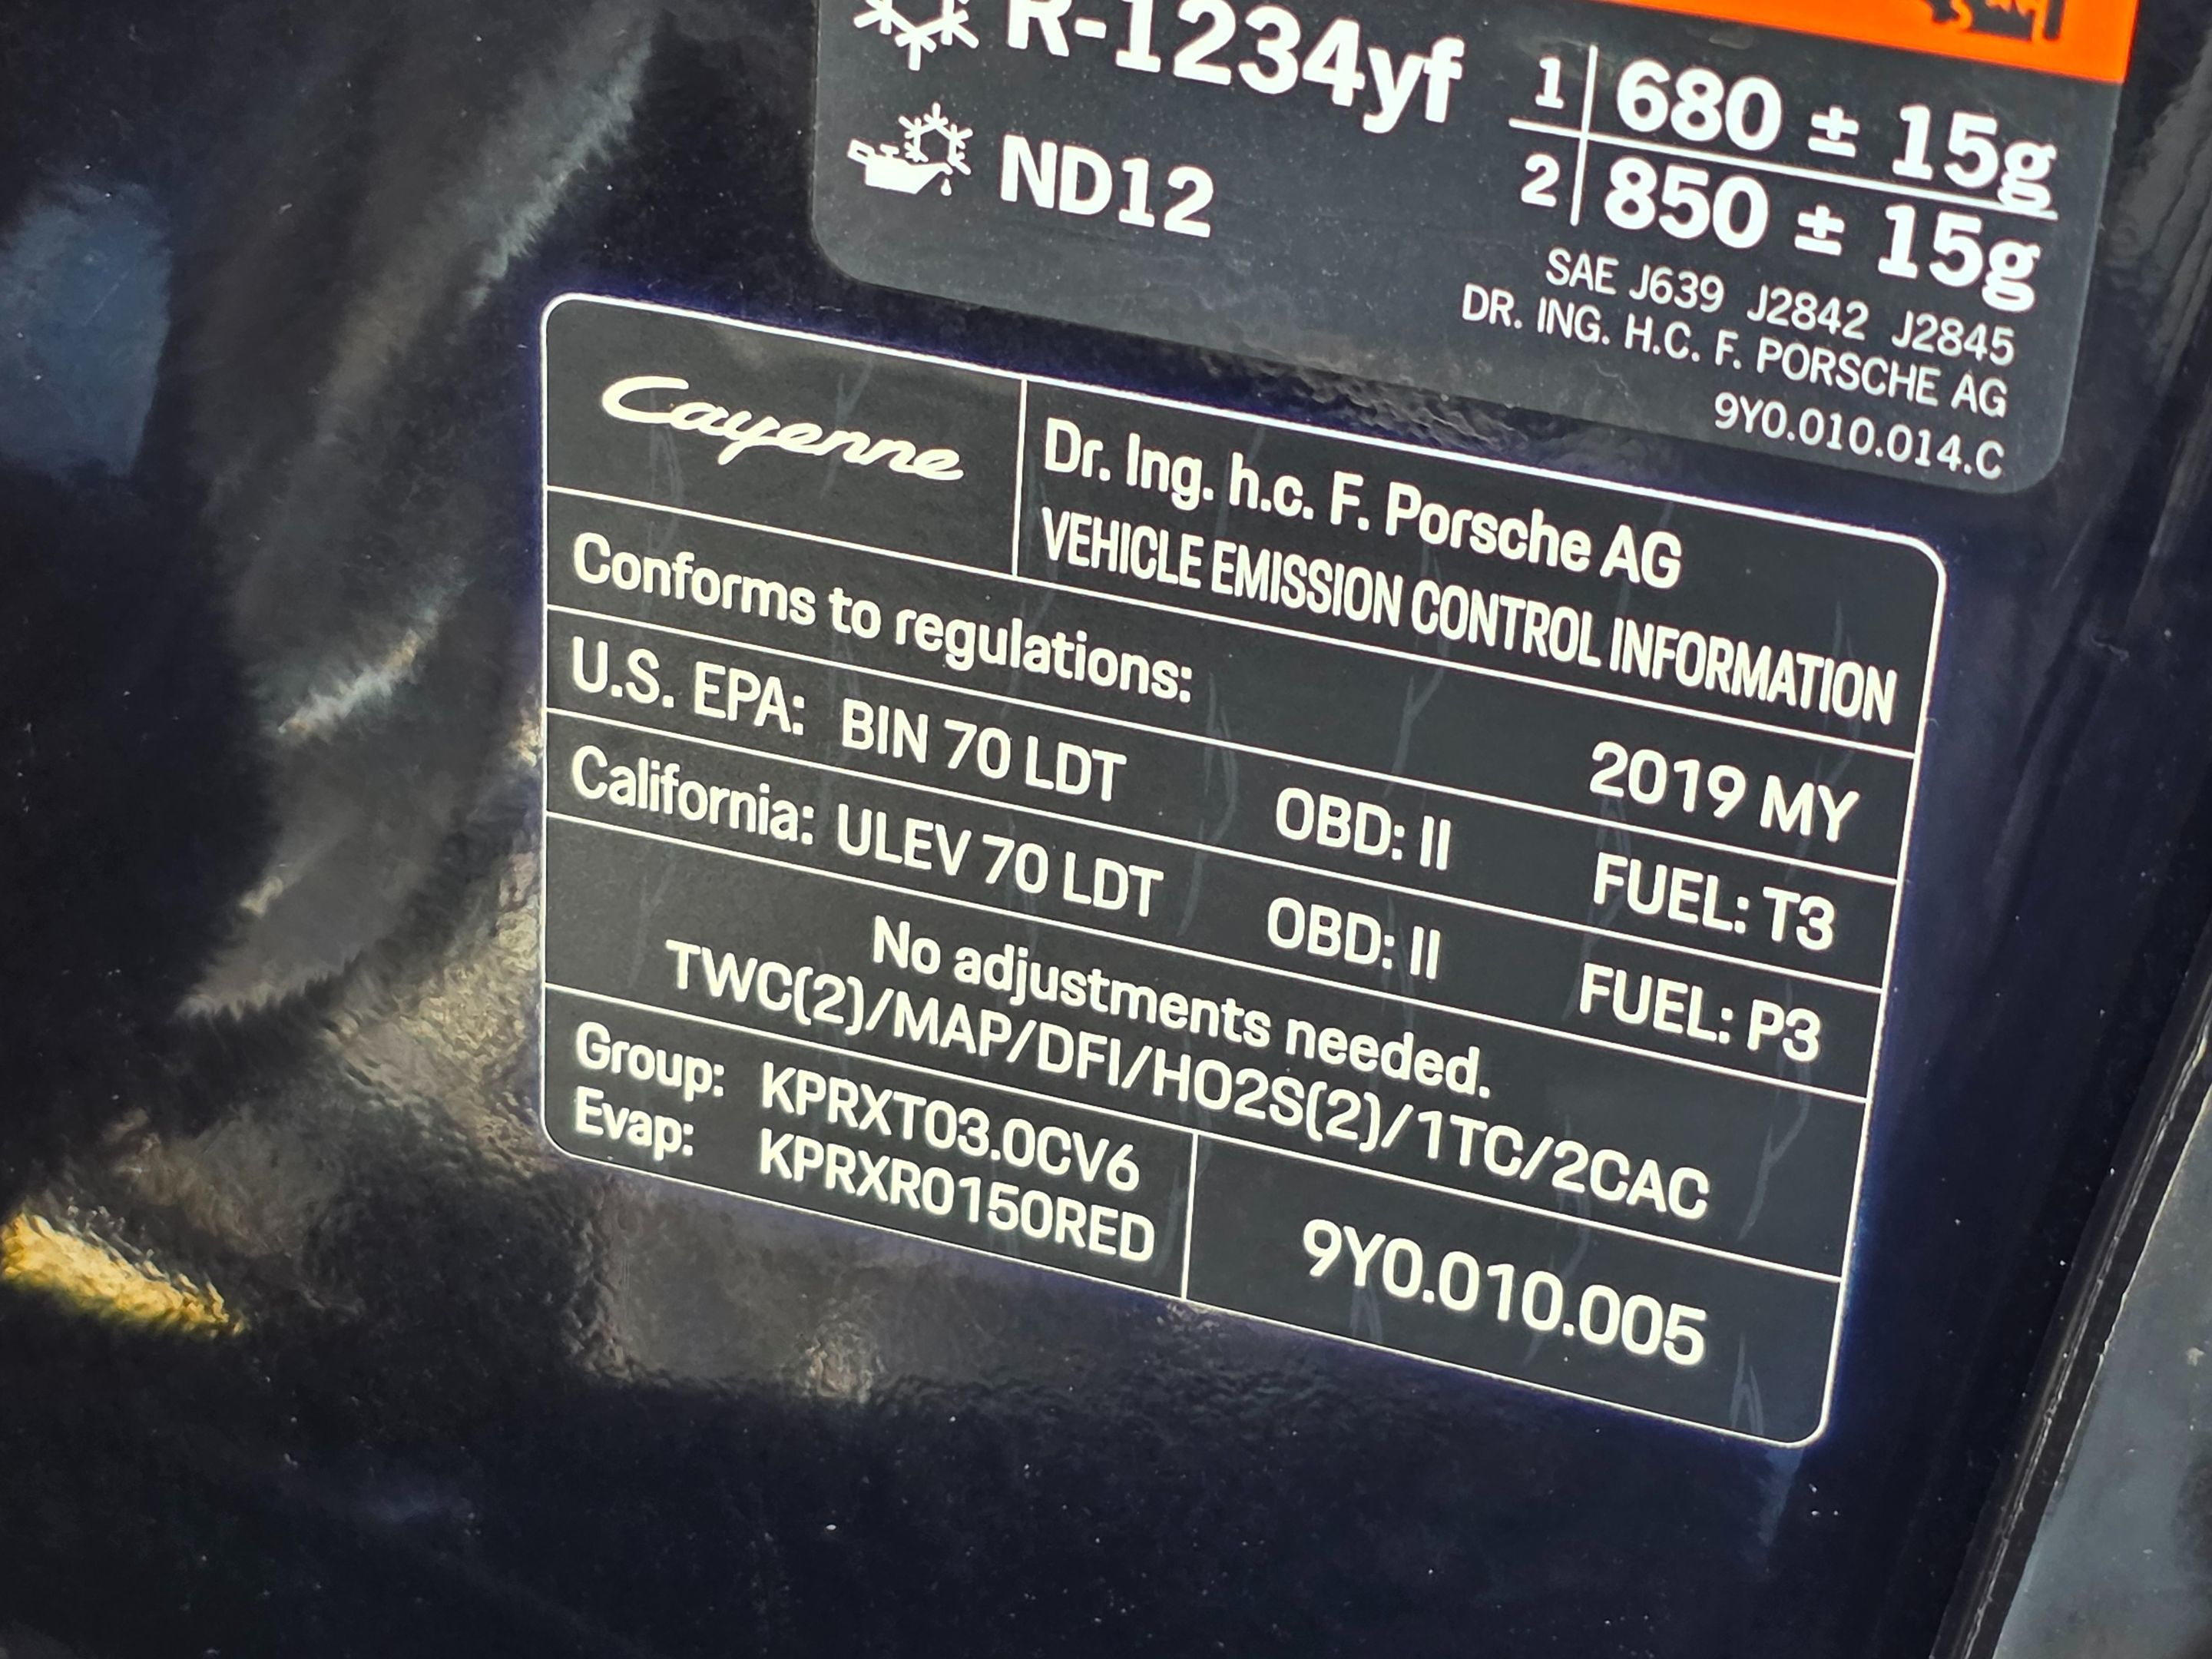 R-1234yf 1 680 ± 15g
ND12 2 850 ± 15g
SAE J639 J2842 J2845
DR. ING. H.C. F. PORSCHE AG
9Y0.010.014.C
Cayenne
Dr. Ing. h.c. F. Porsche AG
VEHICLE EMISSION CONTROL INFORMATION
Conforms to regulations: 2019 MY
U.S. EPA: BIN 70 LDT OBD: II FUEL: T3
California: ULEV 70 LDT OBD: II FUEL: P3
No adjustments needed.
TWC(2)/MAP/DFI/HO2S(2)/1TC/2CAC
Group: KPRXT03.0CV6
Evap: KPRXR0150RED
9Y0.010.005